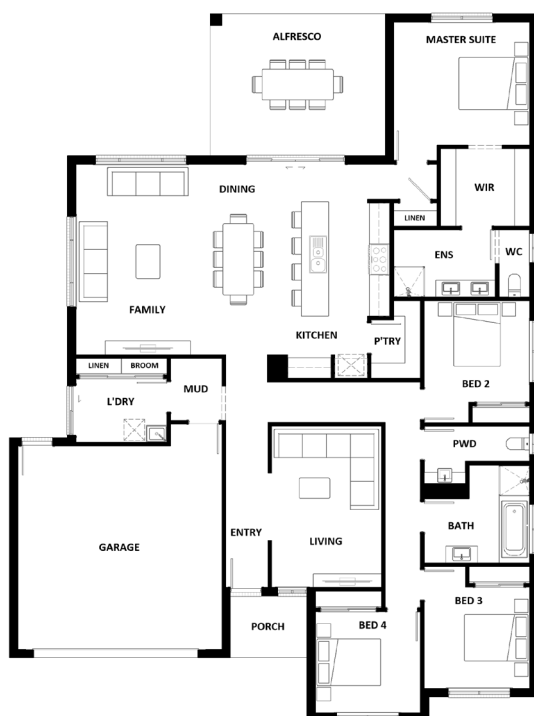 ALFRESCO
MASTER SUITE
DINING
WIR
LINEN
ENS
WC
FAMILY
KITCHEN
P'TRY
LINEN
BROOM
BED 2
MUD
L'DRY
PWD
BATH
GARAGE
ENTRY
LIVING
BED 3
PORCH
BED 4